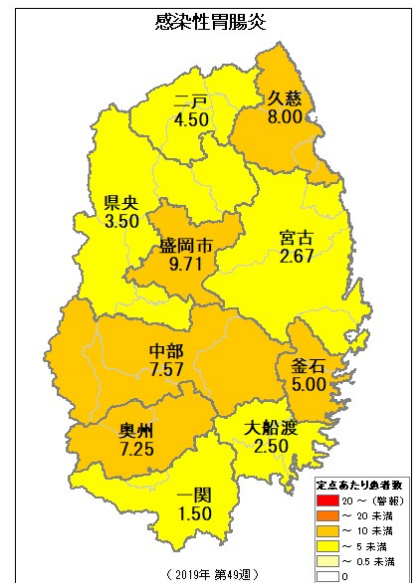 感染性胃腸炎
二戸
4.50
久慈
8.00
県央
3.50
盛岡市
9.71
宮古
2.67
中部
7.57
釜石
5.00
奥州
7.25
大船渡
2.50
一関
1.50
定点あたり患者数
20 ～ (警報)
～ 20 未満
～ 10 未満
～ 5 未満
～ 0.5 未満
0
（2019年 第49週）